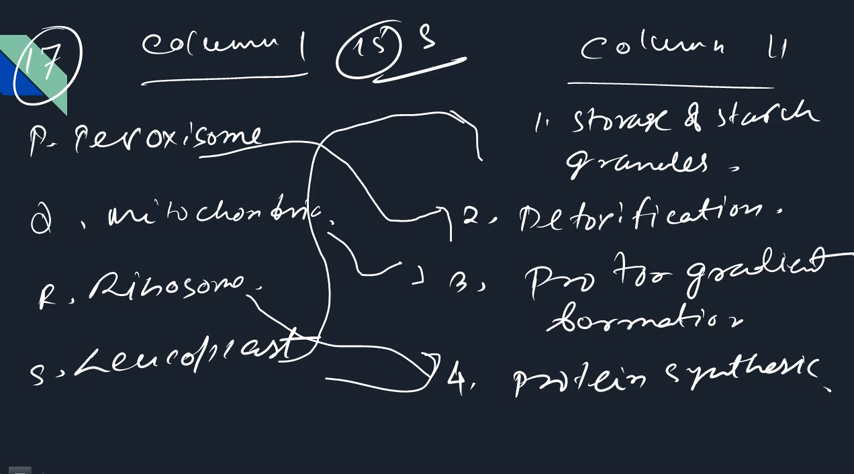 17 Column I 15 s Column II
P. Peroxisome
1. Storage of starch
granules.
Q. Mitochondria.
2. Detoxification.
R. Ribosome.
3. Proton gradient
formation
S. Leucoplast
4. Protein synthesis.